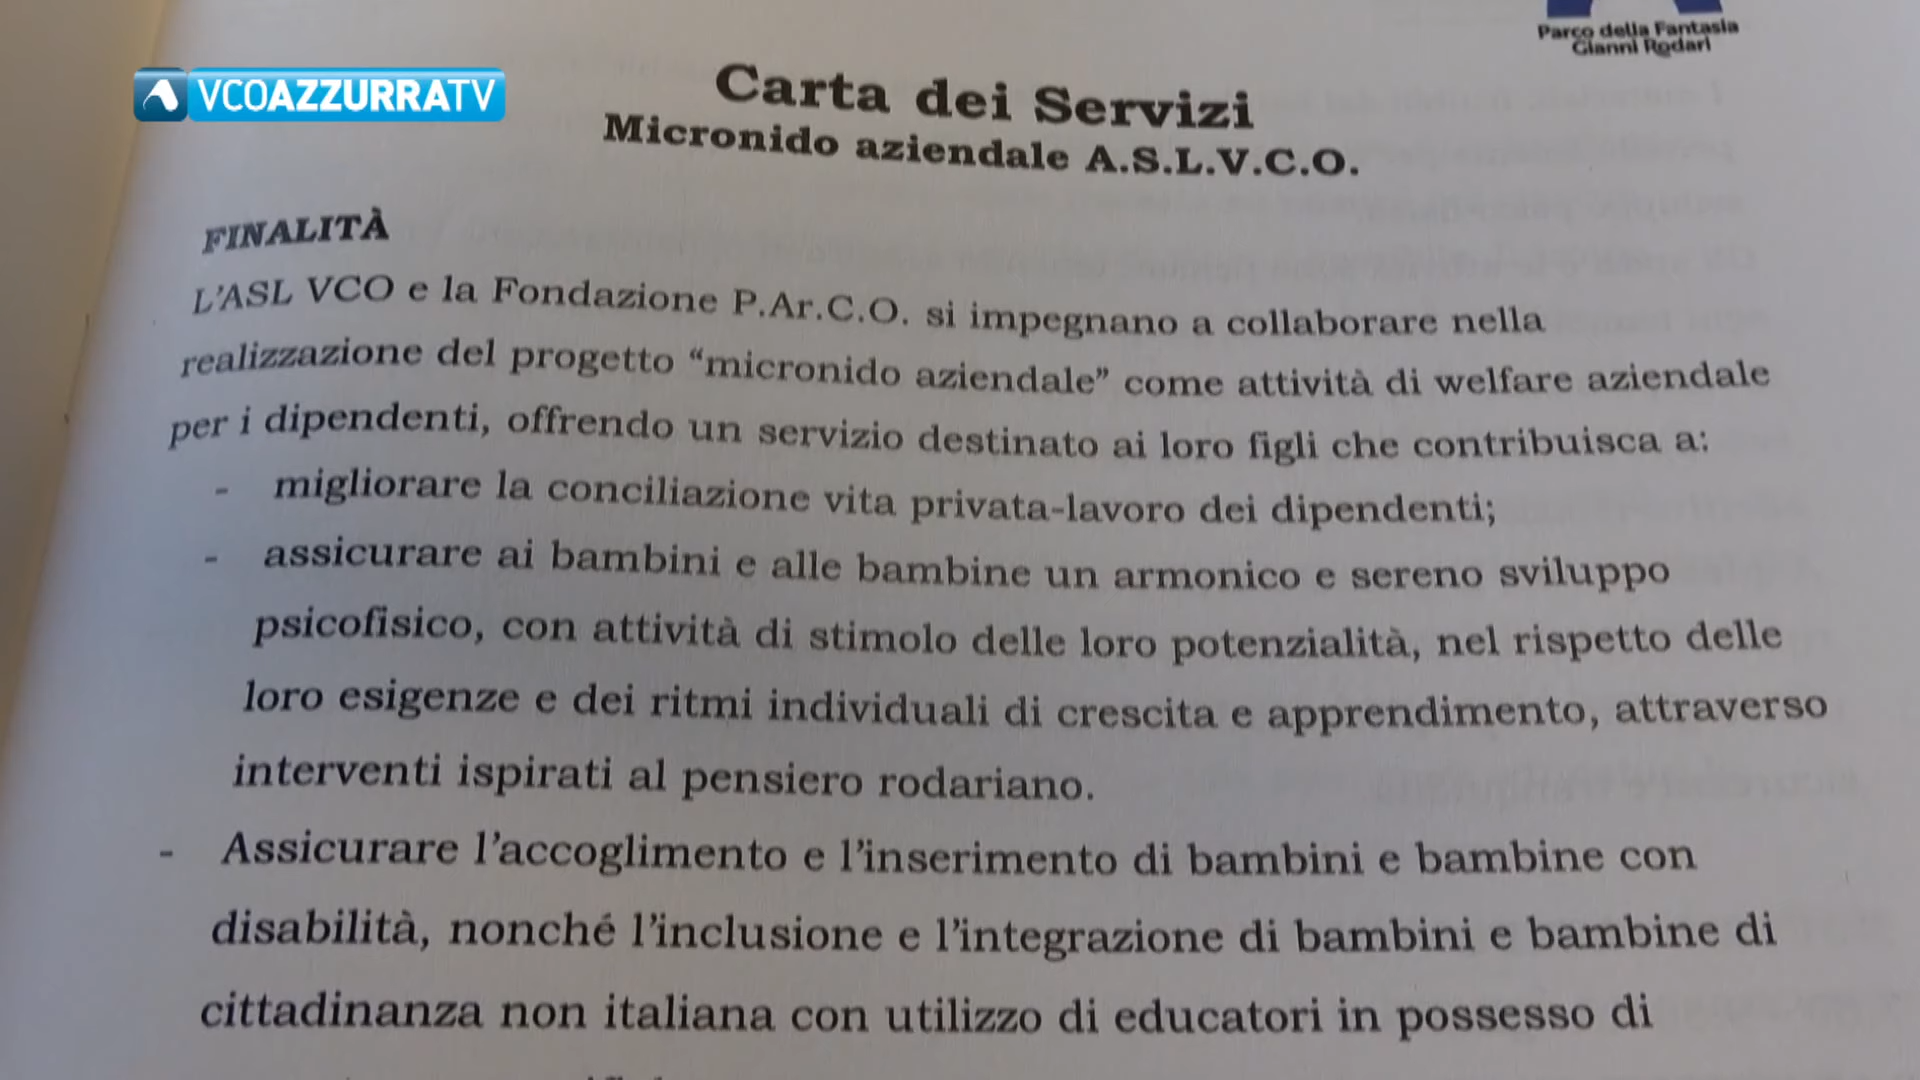 Parco della Fantasia
Gianni Rodari
VCOAZZURRATV
Carta dei Servizi
Micronido aziendale A.S.L.V.C.O.
FINALITÀ
L'ASL VCO e la Fondazione P.Ar.C.O. si impegnano a collaborare nella
realizzazione del progetto “micronido aziendale” come attività di welfare aziendale
per i dipendenti, offrendo un servizio destinato ai loro figli che contribuisca a:
- migliorare la conciliazione vita privata-lavoro dei dipendenti;
- assicurare ai bambini e alle bambine un armonico e sereno sviluppo
psicofisico, con attività di stimolo delle loro potenzialità, nel rispetto delle
loro esigenze e dei ritmi individuali di crescita e apprendimento, attraverso
interventi ispirati al pensiero rodariano.
- Assicurare l'accoglimento e l'inserimento di bambini e bambine con
disabilità, nonché l'inclusione e l'integrazione di bambini e bambine di
cittadinanza non italiana con utilizzo di educatori in possesso di